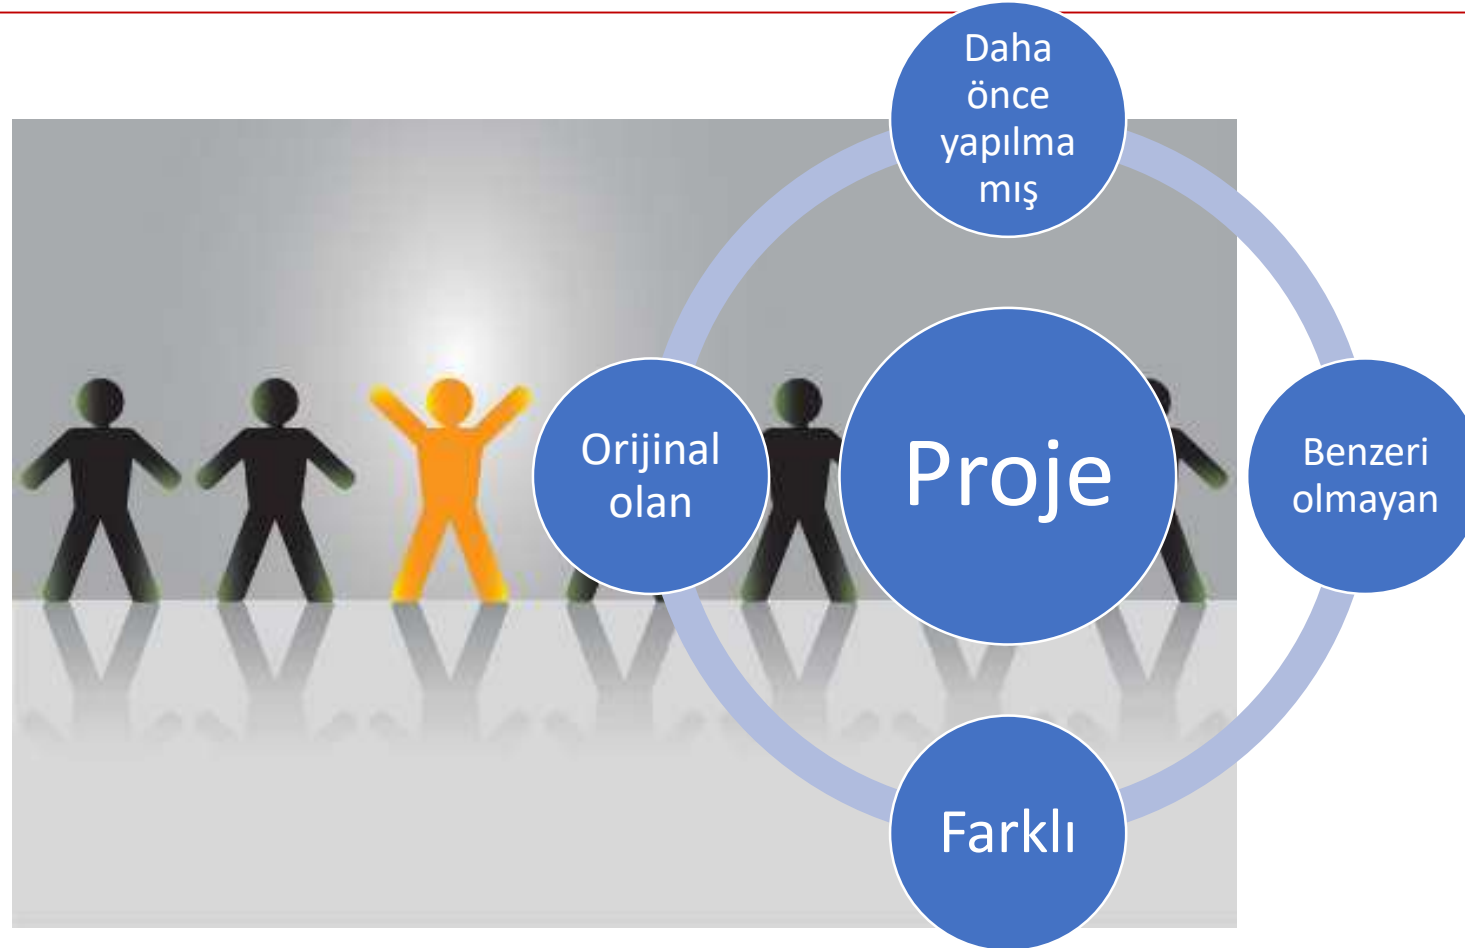 Daha
önce
yapılma
mış
Orijinal
olan
Proje
Benzeri
olmayan
Farklı